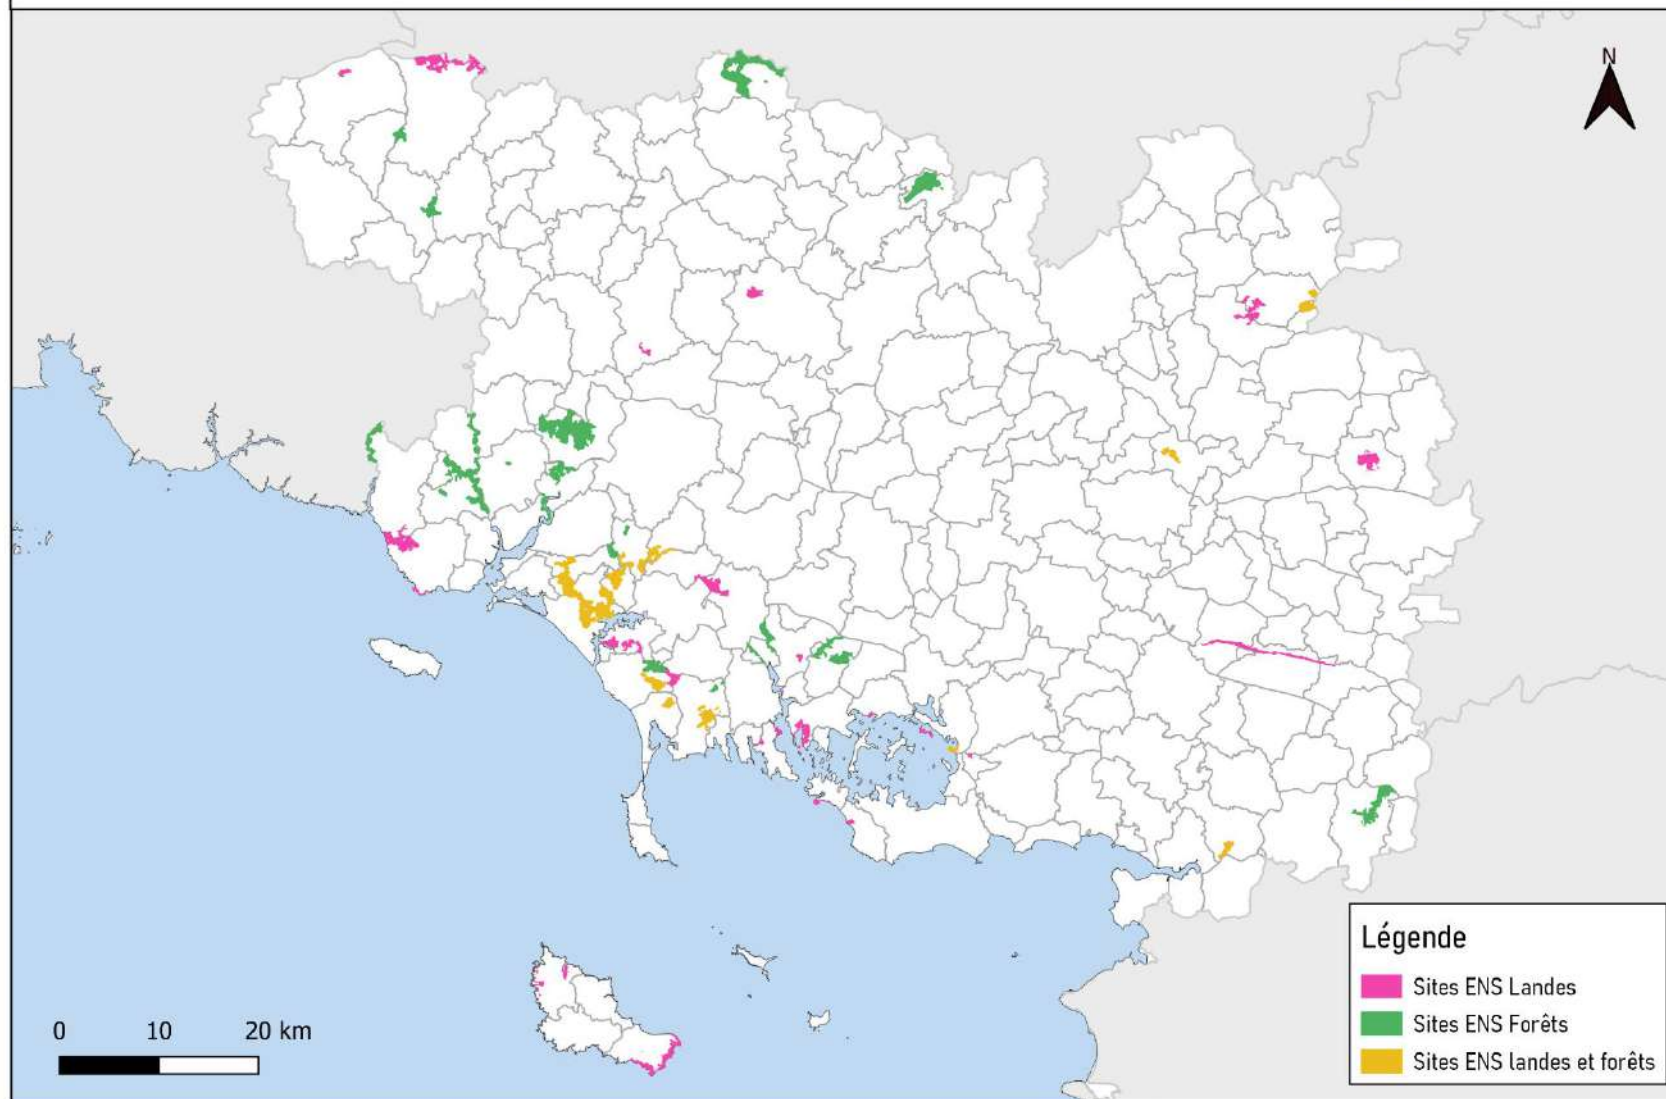 N
Légende
Sites ENS Landes
Sites ENS Forêts
Sites ENS landes et forêts
0 10 20 km